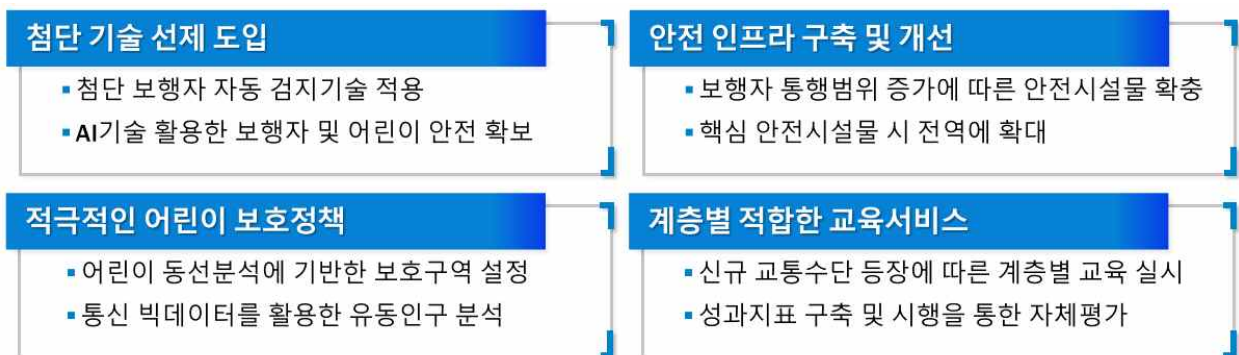 첨단 기술 선제 도입
▪ 첨단 보행자 자동 검지기술 적용
▪ AI기술 활용한 보행자 및 어린이 안전 확보
안전 인프라 구축 및 개선
▪ 보행자 통행범위 증가에 따른 안전시설물 확충
▪ 핵심 안전시설물 시 전역에 확대
적극적인 어린이 보호정책
▪ 어린이 동선분석에 기반한 보호구역 설정
▪ 통신 빅데이터를 활용한 유동인구 분석
계층별 적합한 교육서비스
▪ 신규 교통수단 등장에 따른 계층별 교육 실시
▪ 성과지표 구축 및 시행을 통한 자체평가